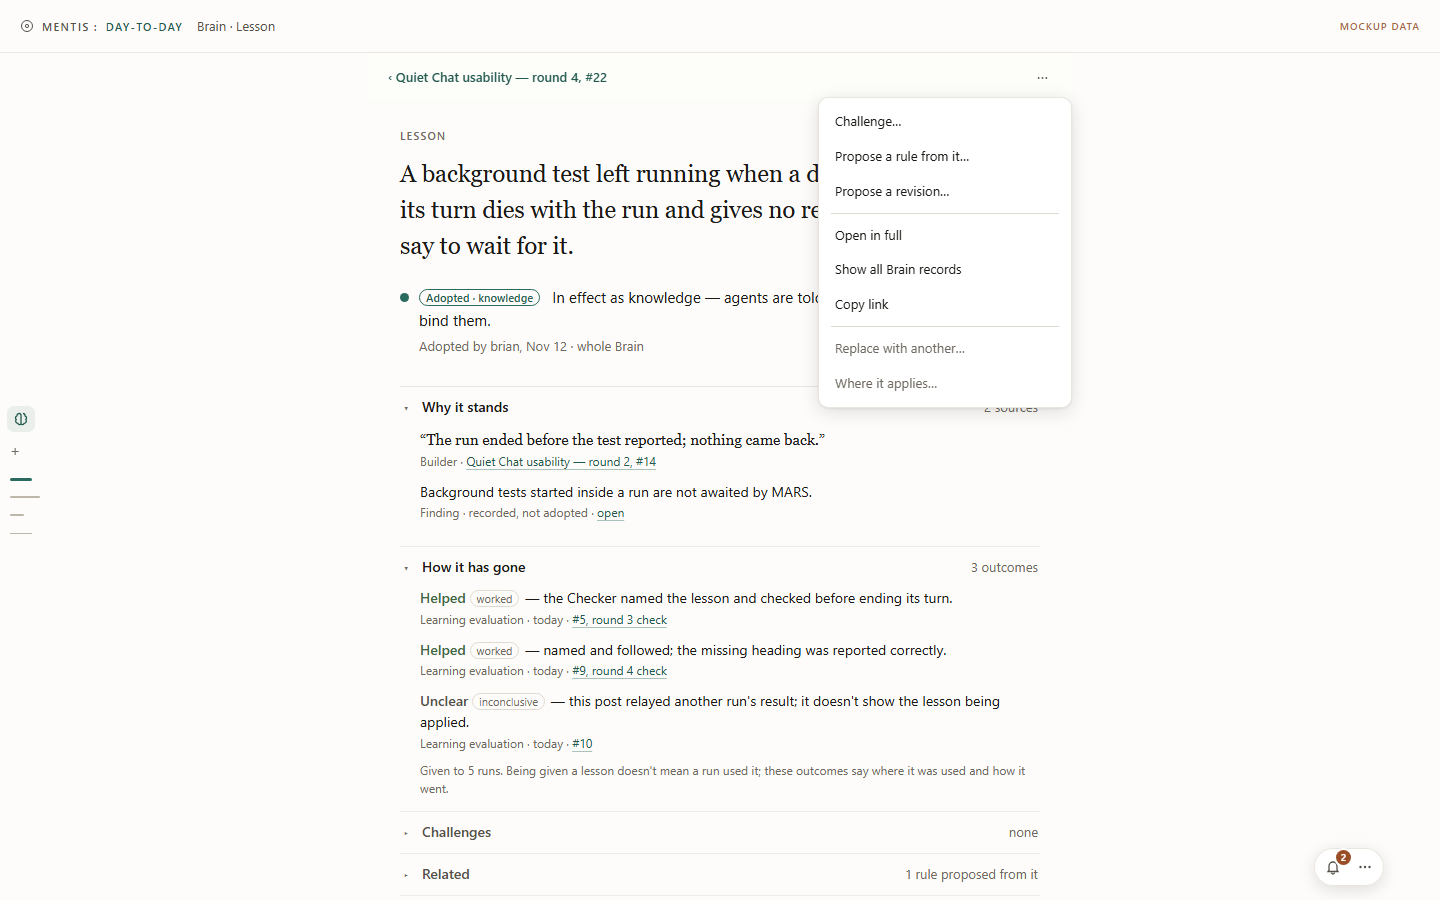 MENTIS : DAY-TO-DAY Brain · Lesson MOCKUP DATA
‹ Quiet Chat usability — round 4, #22 ···
LESSON
A background test left running when a
its turn dies with the run and gives no
say to wait for it.
Adopted · knowledge In effect as knowledge — agents are
bind them.
Adopted by brian, Nov 12 · whole Brain
Challenge...
Propose a rule from it...
Propose a revision...
Open in full
Show all Brain records
Copy link
Replace with another...
Where it applies...
Why it stands 2 sources
“The run ended before the test reported; nothing came back.”
Builder · Quiet Chat usability — round 2, #14
Background tests started inside a run are not awaited by MARS.
Finding · recorded, not adopted · open
How it has gone 3 outcomes
Helped worked — the Checker named the lesson and checked before ending its turn.
Learning evaluation · today · #5, round 3 check
Helped worked — named and followed; the missing heading was reported correctly.
Learning evaluation · today · #9, round 4 check
Unclear inconclusive — this post relayed another run's result; it doesn't show the lesson being
applied.
Learning evaluation · today · #10
Given to 5 runs. Being given a lesson doesn't mean a run used it; these outcomes say where it was used and how it
went.
Challenges none
Related 1 rule proposed from it
2 ···